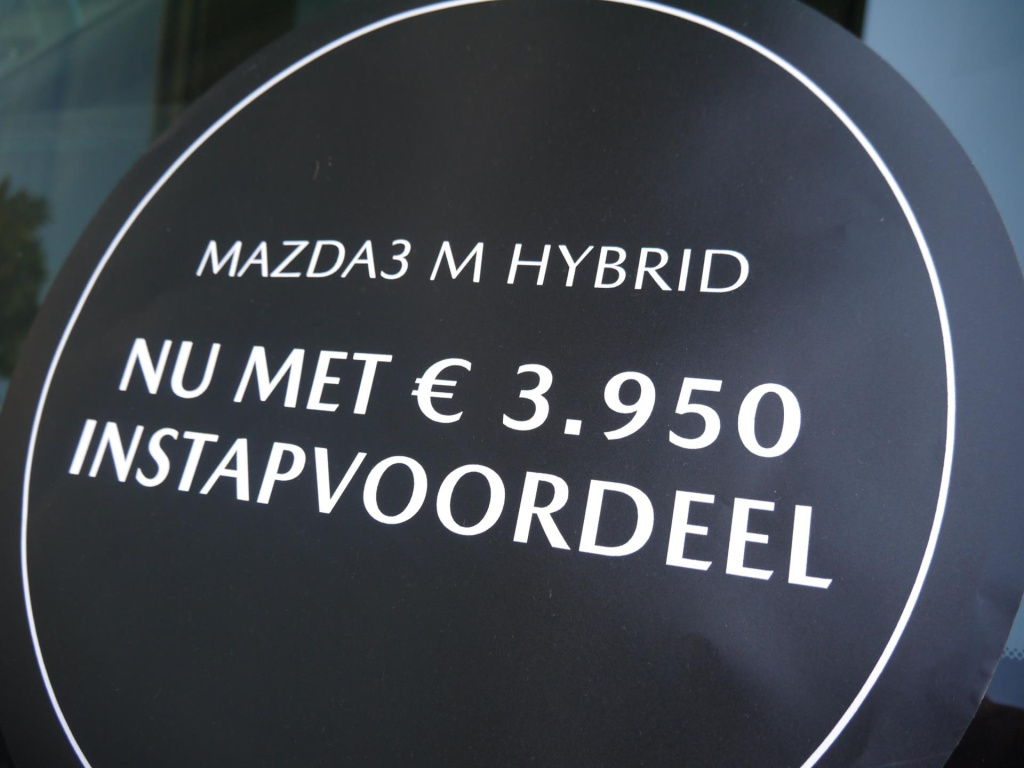 MAZDA3 M HYBRID
NU MET € 3.950
INSTAPVOORDEEL